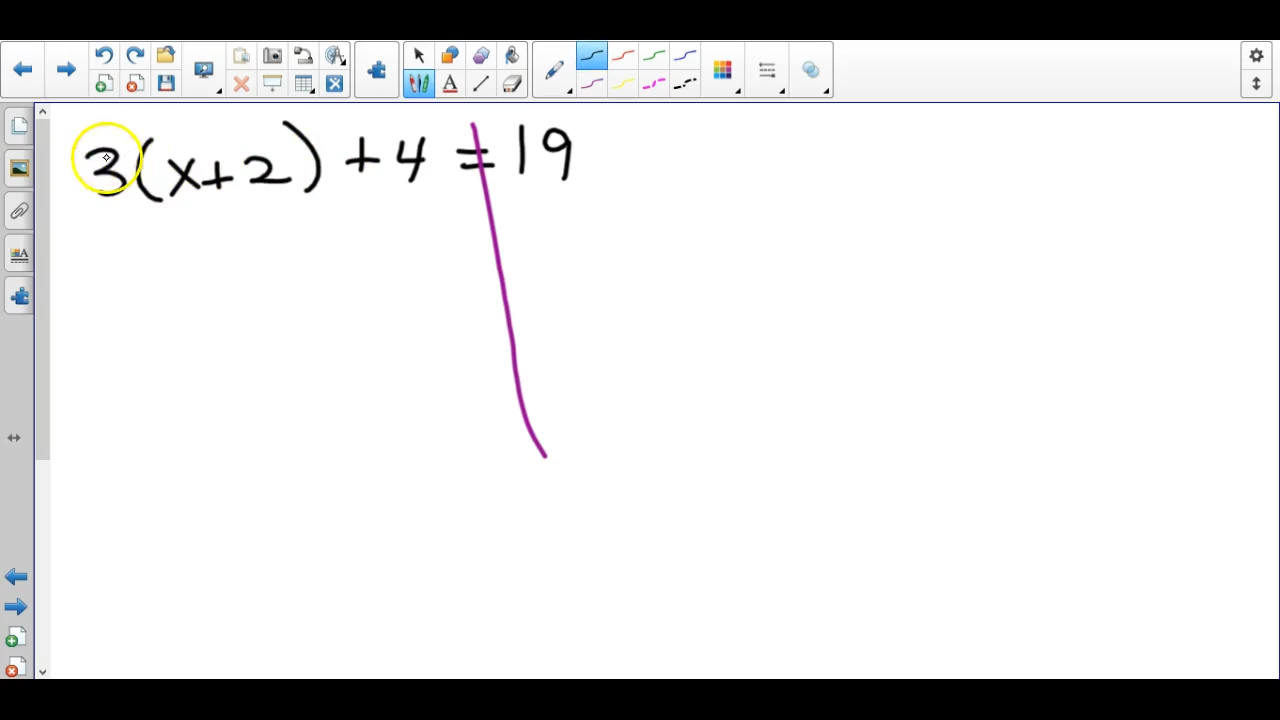 3(x+2) +4 = 19